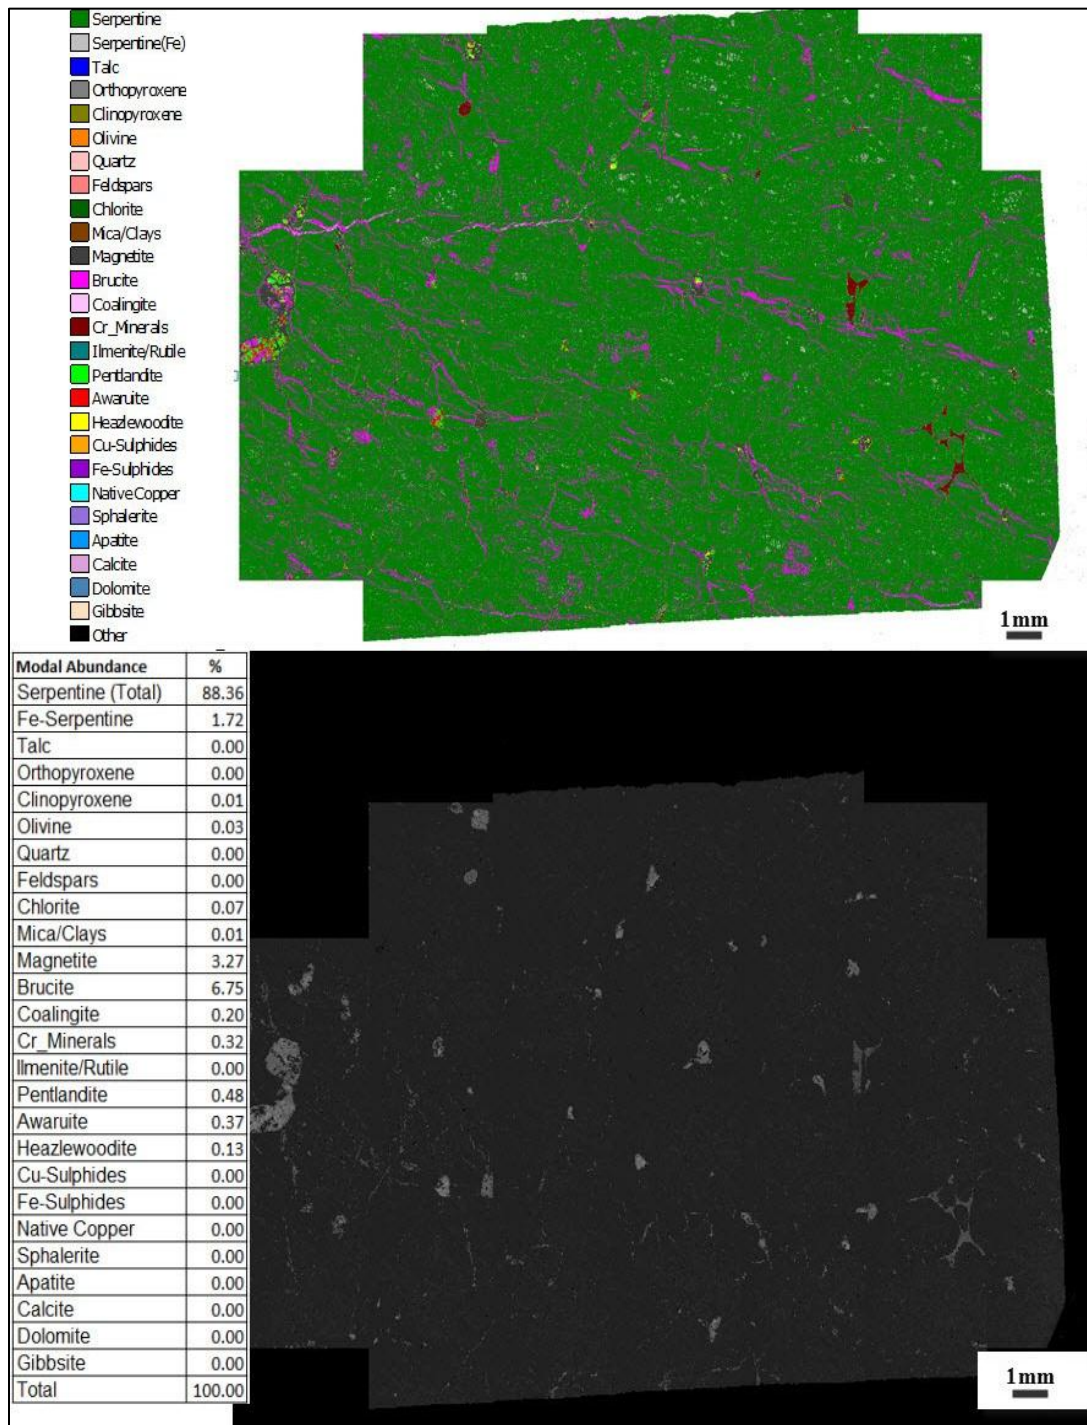 Serpentine
Serpentine(Fe)
Talc
Orthopyroxene
Clinopyroxene
Olivine
Quartz
Feldspars
Chlorite
Mica/Clays
Magnetite
Brucite
Coalingite
Cr_Minerals
Ilmenite/Rutile
Pentlandite
Awaruite
Heazlewoodite
Cu-Sulphides
Fe-Sulphides
Native Copper
Sphalerite
Apatite
Calcite
Dolomite
Gibbsite
Other
1mm
Modal Abundance %
Serpentine (Total) 88.36
Fe-Serpentine 1.72
Talc 0.00
Orthopyroxene 0.00
Clinopyroxene 0.01
Olivine 0.03
Quartz 0.00
Feldspars 0.00
Chlorite 0.07
Mica/Clays 0.01
Magnetite 3.27
Brucite 6.75
Coalingite 0.20
Cr_Minerals 0.32
Ilmenite/Rutile 0.00
Pentlandite 0.48
Awaruite 0.37
Heazlewoodite 0.13
Cu-Sulphides 0.00
Fe-Sulphides 0.00
Native Copper 0.00
Sphalerite 0.00
Apatite 0.00
Calcite 0.00
Dolomite 0.00
Gibbsite 0.00
Total 100.00
1mm